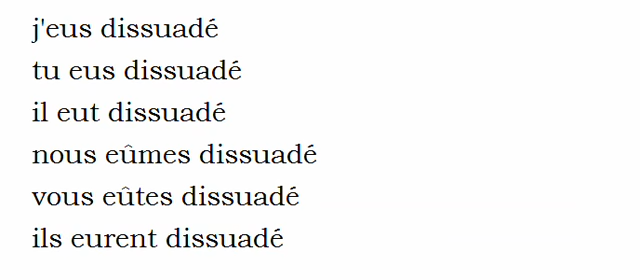 j'eus dissuadé
tu eus dissuadé
il eut dissuadé
nous eûmes dissuadé
vous eûtes dissuadé
ils eurent dissuadé